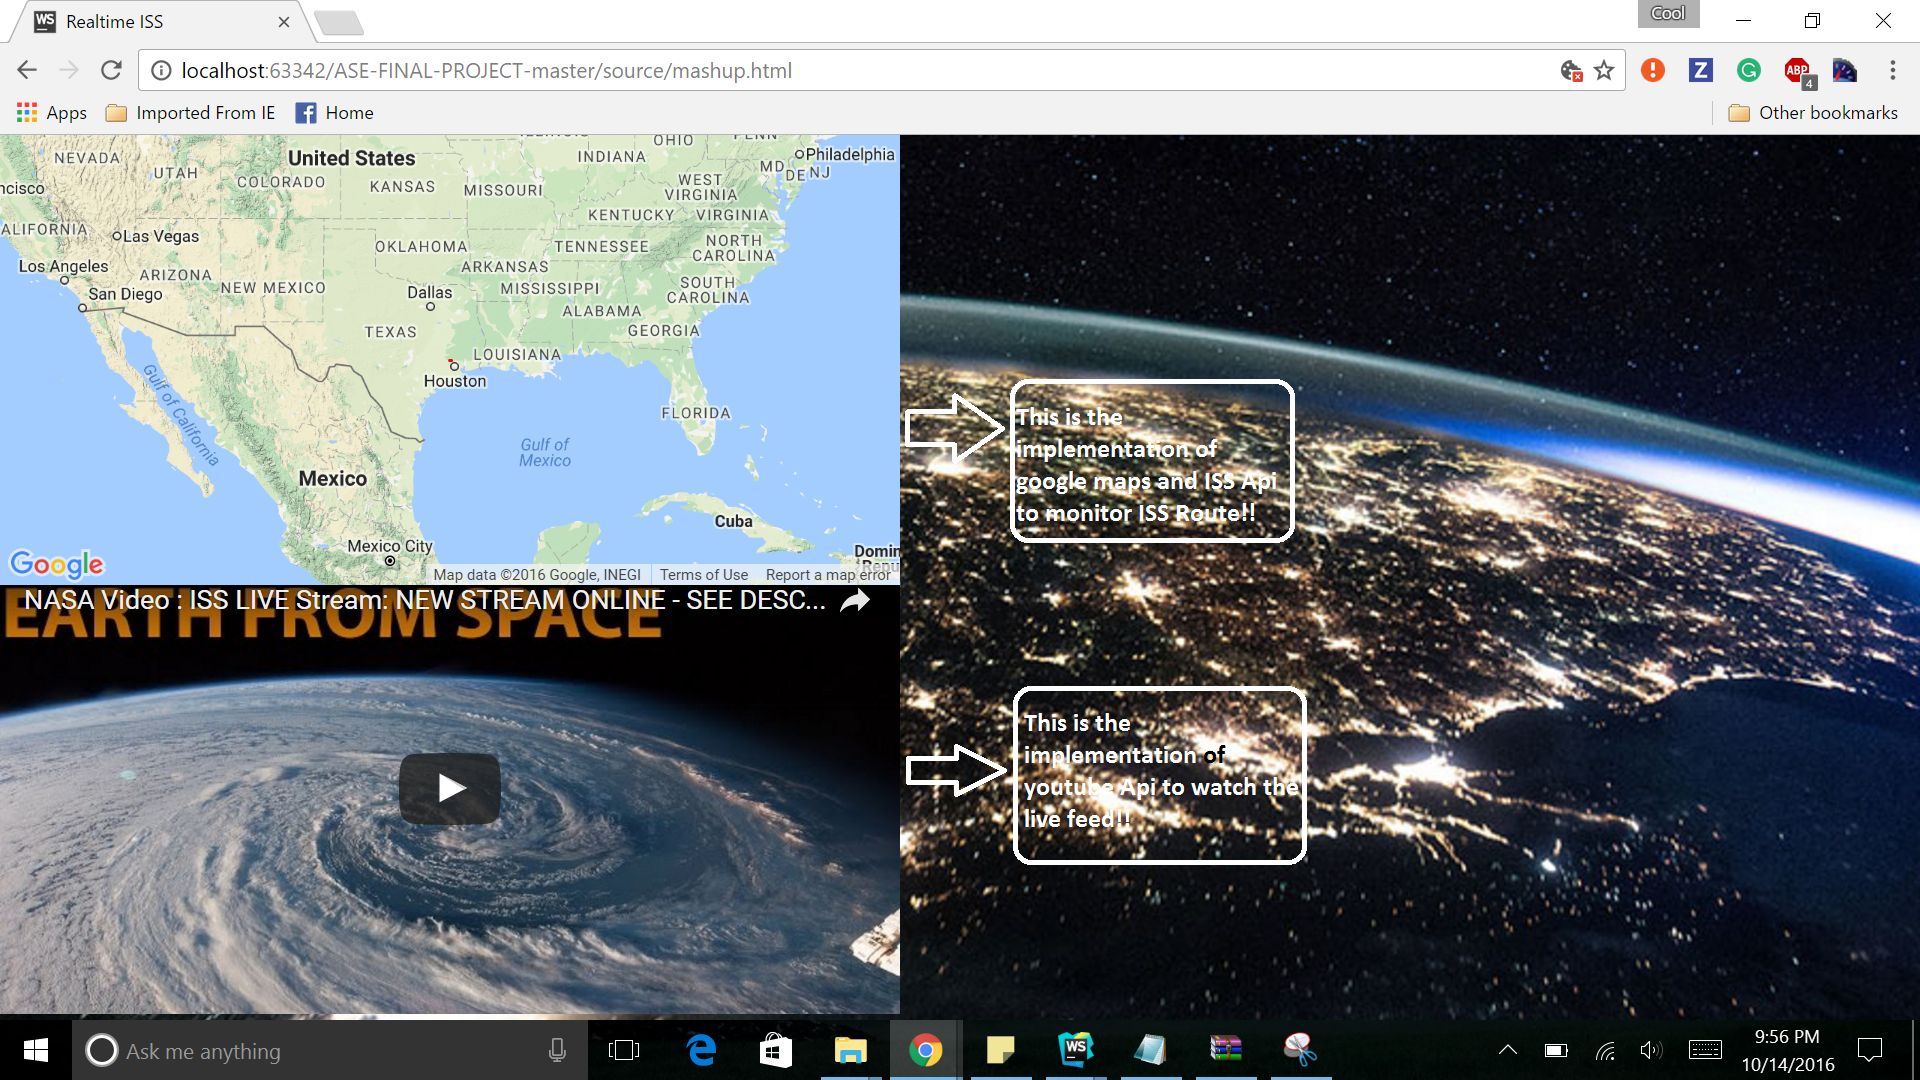 WS Realtime ISS
Cool
localhost:63342/ASE-FINAL-PROJECT-master/source/mashup.html
Z
G
ABP
4
Apps
Imported From IE
Home
Other bookmarks
PENN
OHIO
NEVADA
United States
INDIANA
Philadelphia
MD
DE
NJ
UTAH
COLORADO
KANSAS
MISSOURI
WEST
VIRGINIA
ncisco
KENTUCKY
VIRGINIA
ALIFORNIA
Las Vegas
OKLAHOMA
TENNESSEE
NORTH
CAROLINA
Los Angeles
ARIZONA
ARKANSAS
NEW MEXICO
MISSISSIPPI
SOUTH
CAROLINA
San Diego
Dallas
ALABAMA
GEORGIA
TEXAS
LOUISIANA
Houston
Gulf of California
FLORIDA
Gulf of
Mexico
Mexico
Cuba
Mexico City
Domin
Google
Map data ©2016 Google, INEGI
Terms of Use
Report a map error
NASA Video : ISS LIVE Stream: NEW STREAM ONLINE - SEE DESC...
EARTH FROM SPACE
This is the
implementation of
google maps and ISS Api
to monitor ISS Route!!
This is the
implementation of
youtube Api to watch the
live feed!!
Ask me anything
WS
9:56 PM
10/14/2016